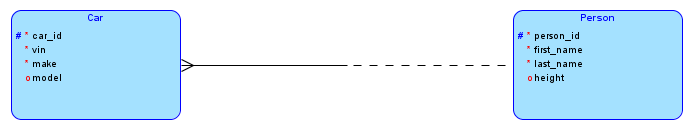 Car
# * car_id
* vin
* make
o model
Person
# * person_id
* first_name
* last_name
o height